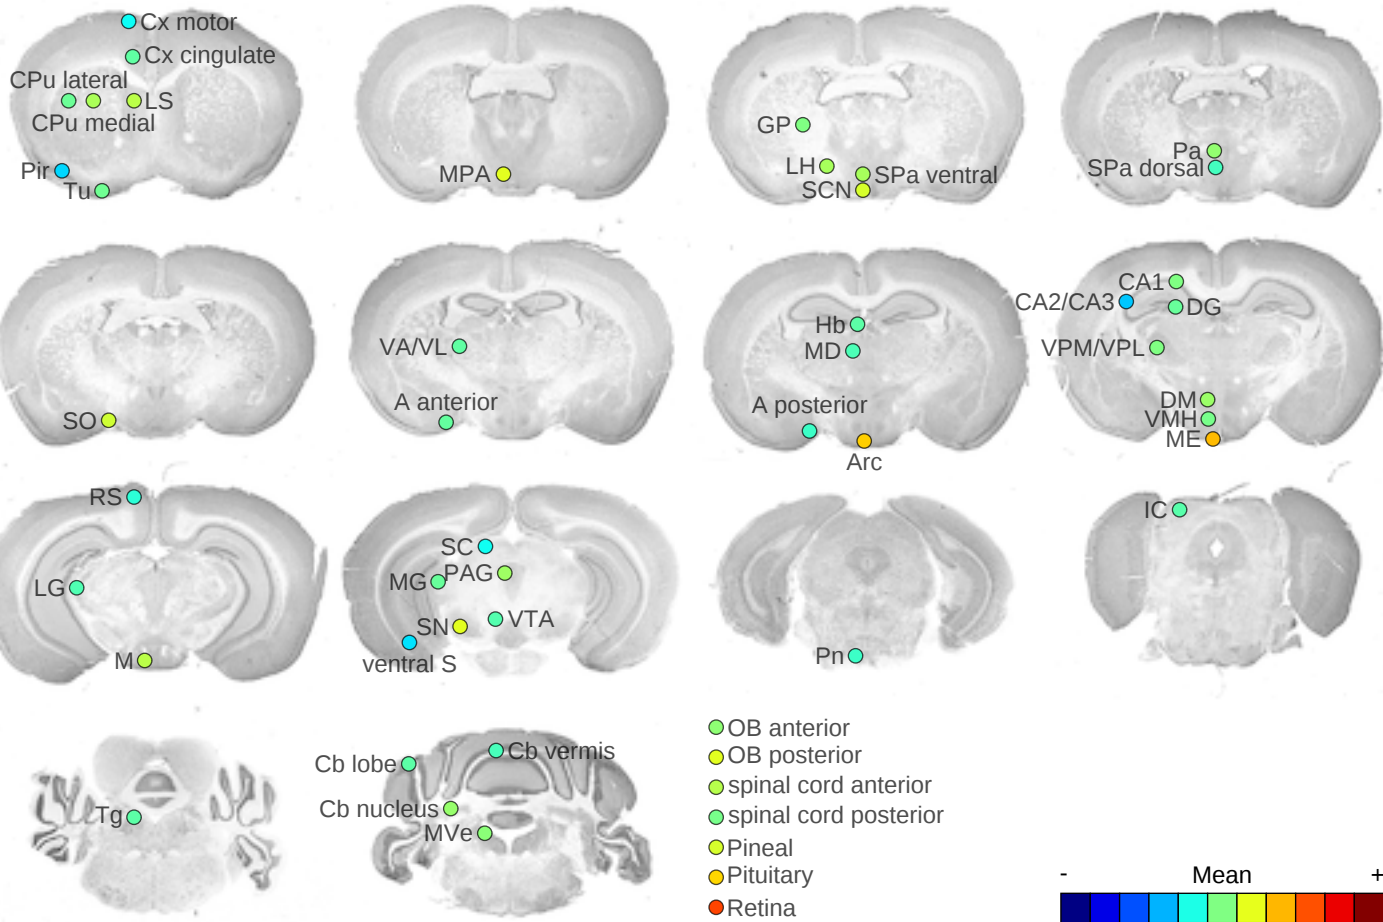 Cx motor
Cx cingulate
CPu lateral
LS
CPu medial
Pir
Tu
MPA
GP
LH
SPa ventral
SCN
Pa
SPa dorsal
SO
VA/VL
A anterior
Hb
MD
A posterior
Arc
CA1
CA2/CA3
DG
VPM/VPL
DM
VMH
ME
RS
LG
M
SC
PAG
MG
VTA
SN
ventral S
Pn
IC
Tg
Cb lobe
Cb vermis
Cb nucleus
MVe
OB anterior
OB posterior
spinal cord anterior
spinal cord posterior
Pineal
Pituitary
Retina
- Mean +